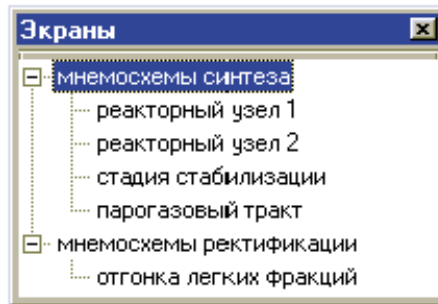 Экраны
мнемосхемы синтеза
реакторный узел 1
реакторный узел 2
стадия стабилизации
парогазовый тракт
мнемосхемы ректификации
отгонка легких фракций